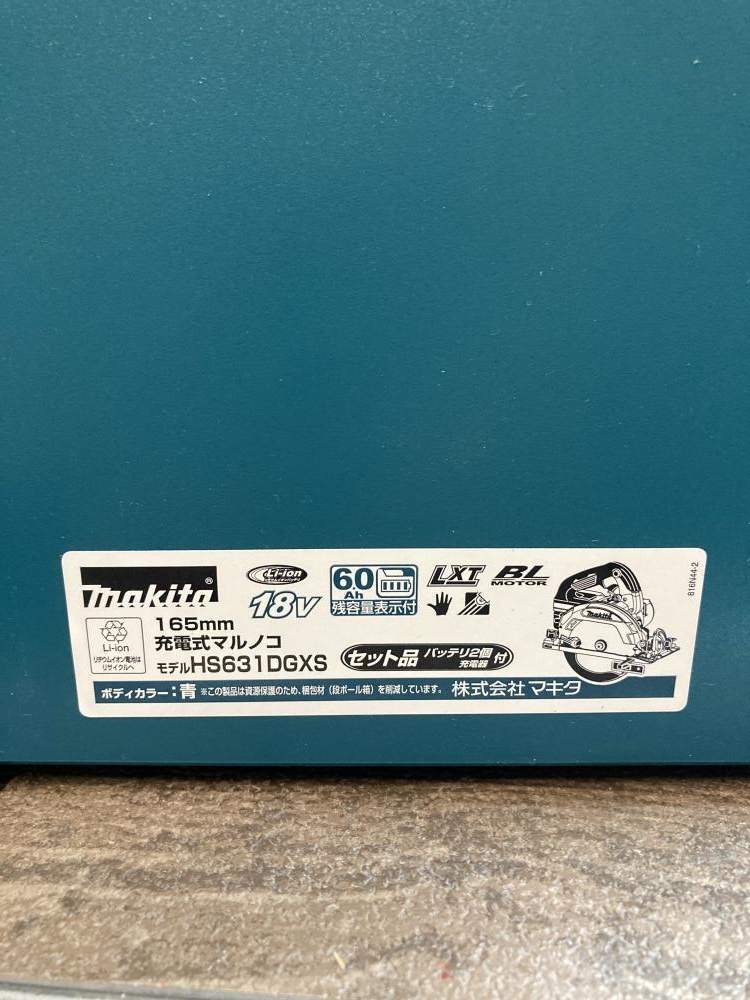 makita®
Li-ion
18V
6.0
Ah
残容量表示付
LXT
BL
MOTOR
816N44-2
165mm
充電式マルノコ
モデルHS631DGXS
セット品 バッテリ2個
充電器 付
Li-ion
リチウムイオン電池は
リサイクルへ
makita
ボディカラー:青 ※この製品は資源保護のため、梱包材(段ボール箱)を削減しています。 株式会社マキタ